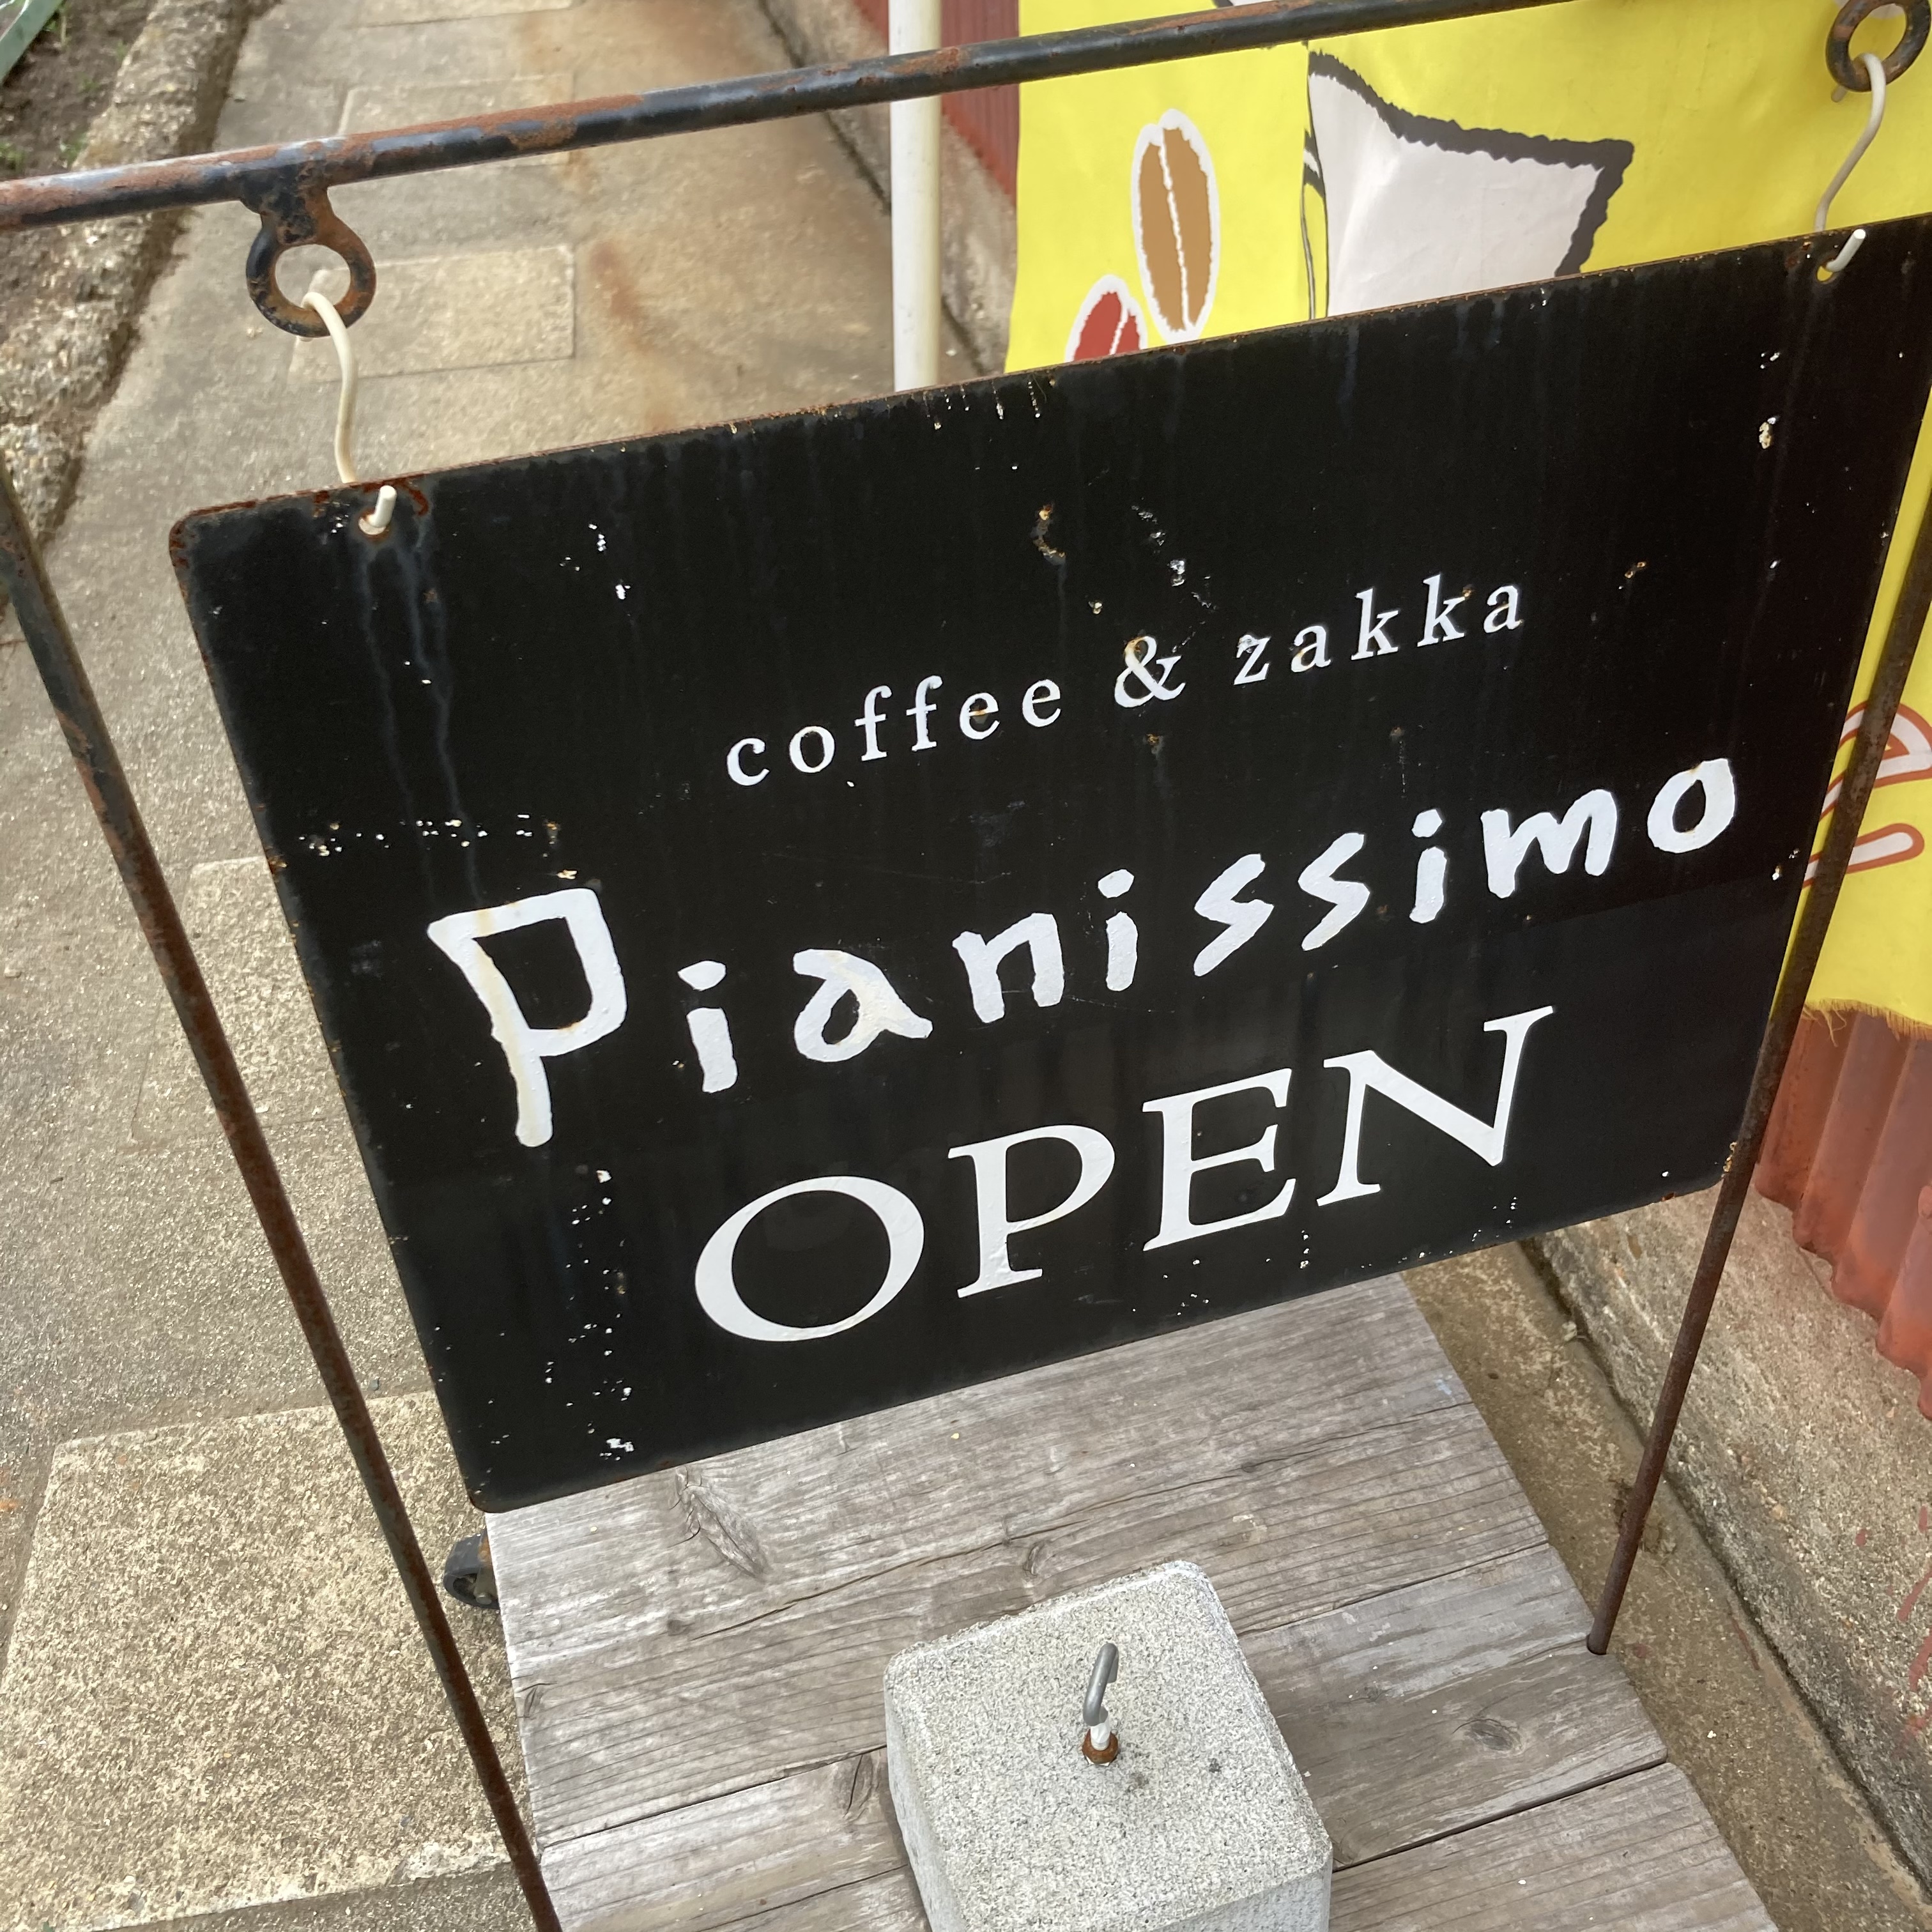 coffee & zakka
Pianissimo
OPEN